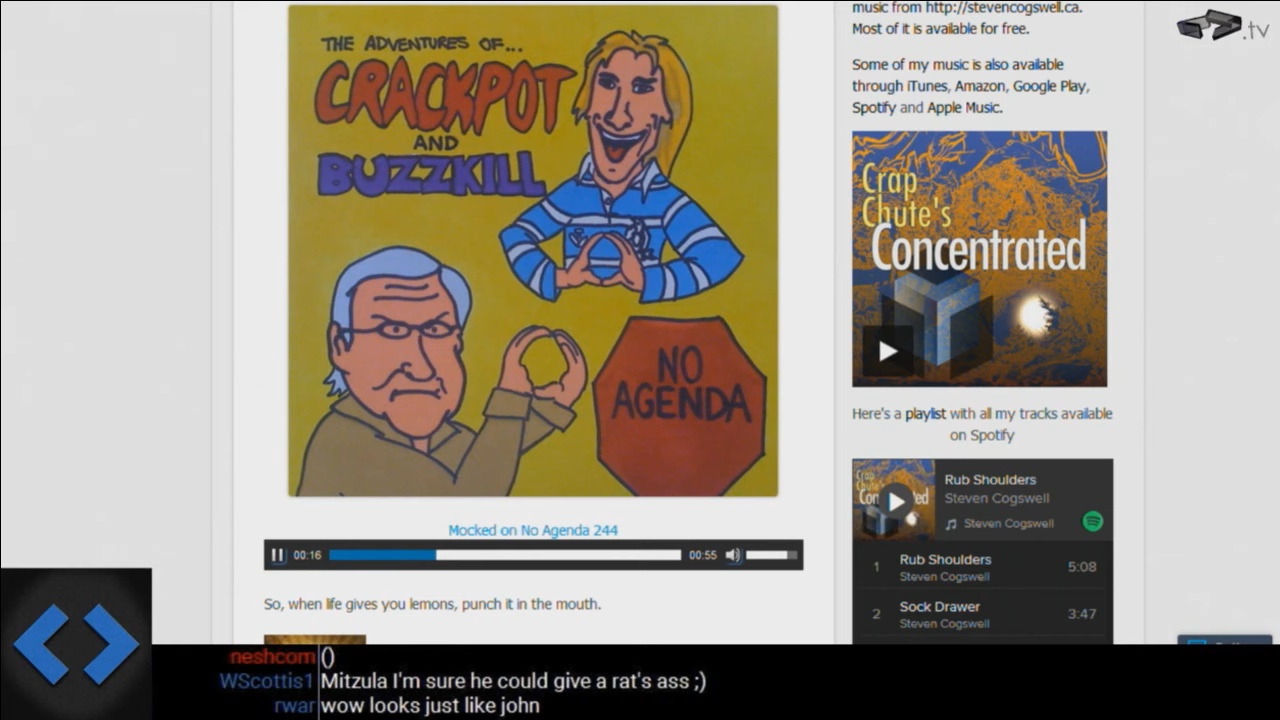 THE ADVENTURES OF...
CRACKPOT
AND
BUZZKILL
NO
AGENDA
Mocked on No Agenda 244
00:16
00:55
So, when life gives you lemons, punch it in the mouth.
music from http://stevencogswell.ca.
Most of it is available for free.
Some of my music is also available
through iTunes, Amazon, Google Play,
Spotify and Apple Music.
Crap
Chute's
Concentrated
Here's a playlist with all my tracks available
on Spotify
Rub Shoulders
Steven Cogswell
Steven Cogswell
1 Rub Shoulders 5:08
Steven Cogswell
2 Sock Drawer 3:47
Steven Cogswell
.tv
neshcom ()
WScottis1 Mitzula I'm sure he could give a rat's ass ;)
rwar wow looks just like john